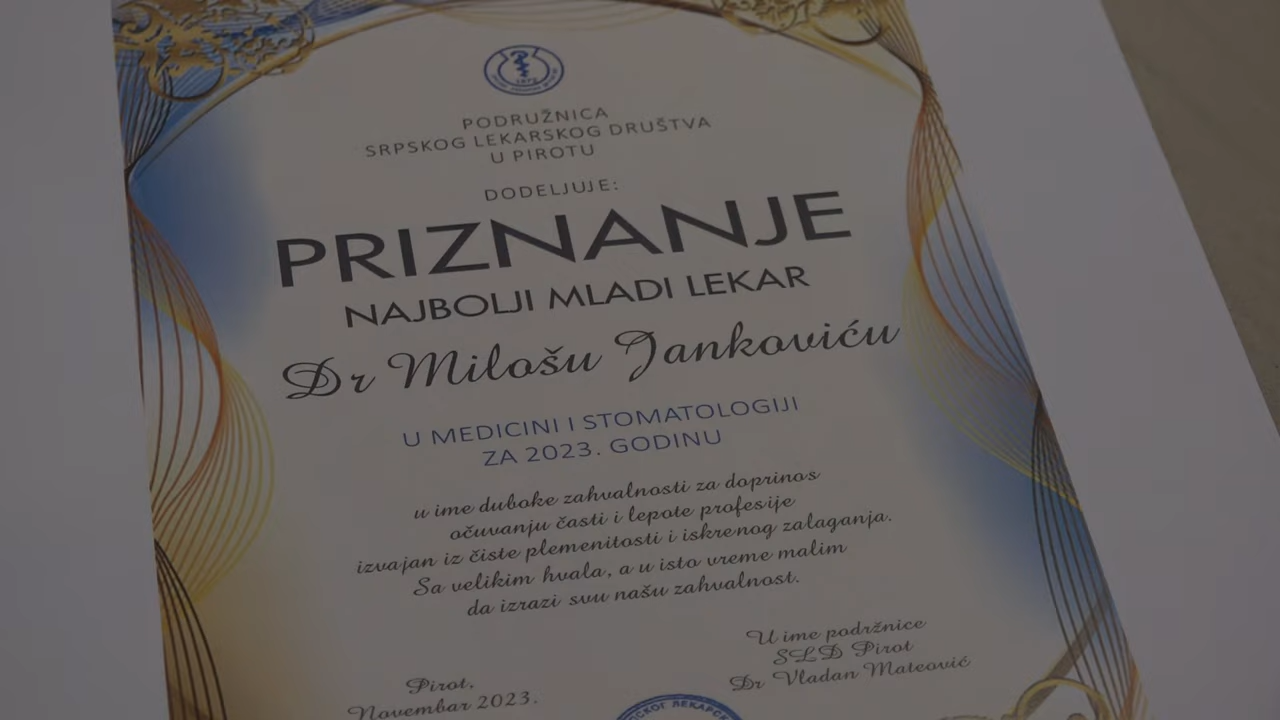 PODRUŽNICA
SRPSKOG LEKARSKOG DRUŠTVA
U PIROTU
DODELJUJE:
PRIZNANJE
NAJBOLJI MLADI LEKAR
Dr Milošu Jankoviću
U MEDICINI I STOMATOLOGIJI
ZA 2023. GODINU
u ime duboke zahvalnosti za doprinos
očuvanju časti i lepote profesije
izvajan iz čiste plemenitosti i iskrenog zalaganja.
Sa velikim hvala, a u isto vreme malim
da izrazi svu našu zahvalnost.
U ime podržnice
SLD Pirot
Dr Vladan Mateović
Pirot,
Novembar 2023.